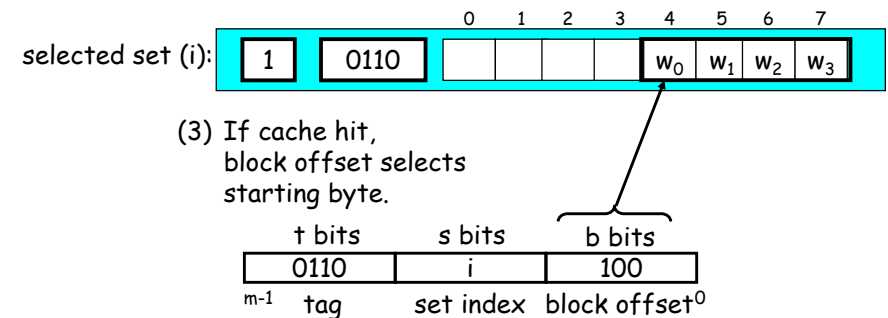 0 1 2 3 4 5 6 7
selected set (i): 1 0110 w0 w1 w2 w3
(3) If cache hit,
block offset selects
starting byte.
t bits s bits b bits
0110 i 100
m-1 tag set index block offset 0